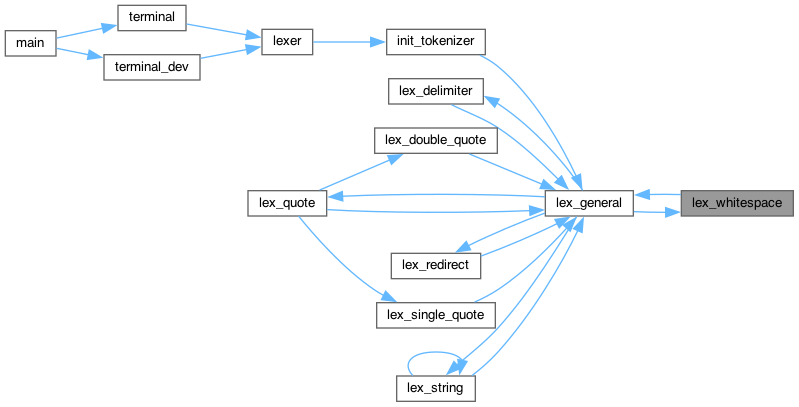 main
terminal
terminal_dev
lexer
init_tokenizer
lex_delimiter
lex_double_quote
lex_quote
lex_general
lex_whitespace
lex_redirect
lex_single_quote
lex_string